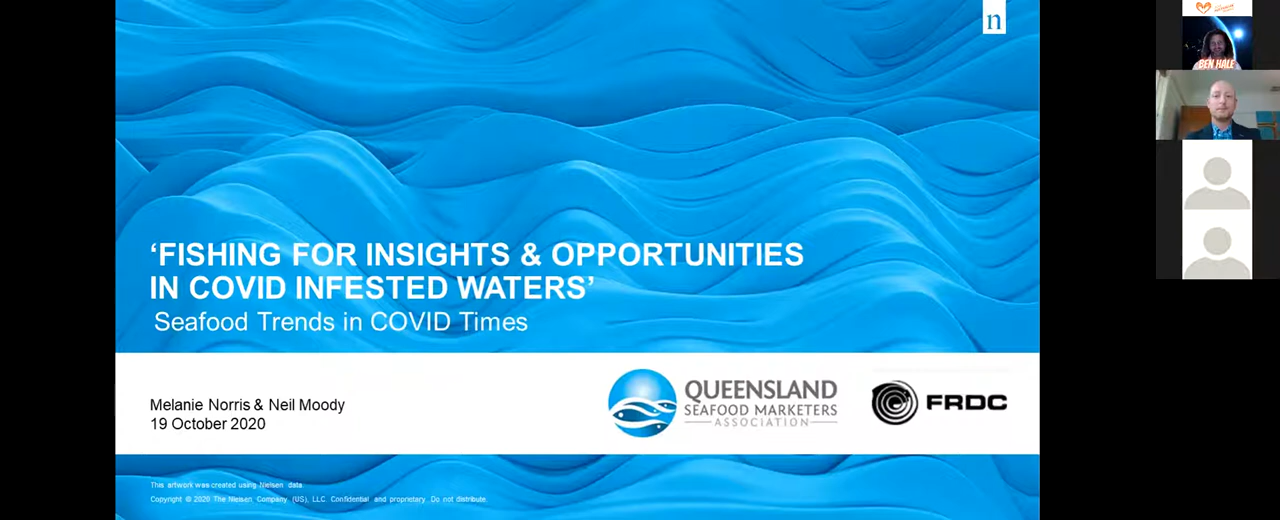 n
BEN HALE
‘FISHING FOR INSIGHTS & OPPORTUNITIES
IN COVID INFESTED WATERS’
Seafood Trends in COVID Times
Melanie Norris & Neil Moody
19 October 2020
QUEENSLAND
SEAFOOD MARKETERS
ASSOCIATION
FRDC
This artwork was created using Nielsen data.
Copyright © 2020 The Nielsen Company (US), LLC. Confidential and proprietary. Do not distribute.